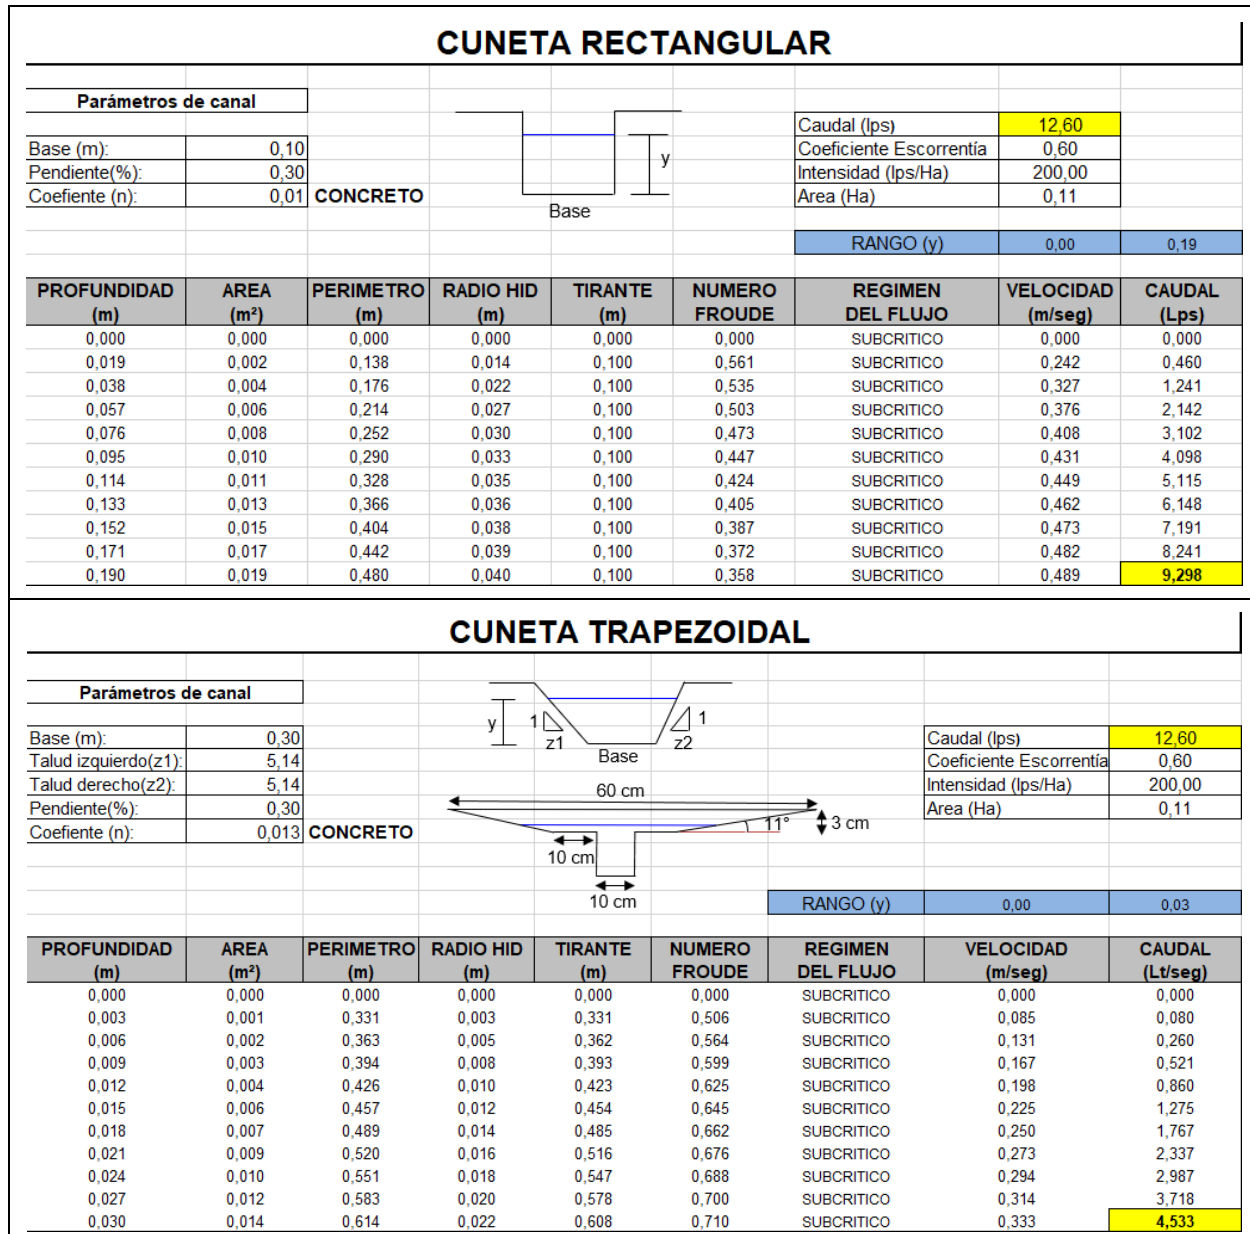 CUNETA RECTANGULAR
Parámetros de canal
Caudal (lps) 12,60
Base (m): 0,10 Coeficiente Escorrentía 0,60
Pendiente(%): 0,30 y Intensidad (lps/Ha) 200,00
Coefiente (n): 0,01 CONCRETO Area (Ha) 0,11
Base
RANGO (y) 0,00 0,19
PROFUNDIDAD AREA PERIMETRO RADIO HID TIRANTE NUMERO REGIMEN VELOCIDAD CAUDAL
(m) (m²) (m) (m) (m) FROUDE DEL FLUJO (m/seg) (Lps)
0,000 0,000 0,000 0,000 0,000 0,000 SUBCRITICO 0,000 0,000
0,019 0,002 0,138 0,014 0,100 0,561 SUBCRITICO 0,242 0,460
0,038 0,004 0,176 0,022 0,100 0,535 SUBCRITICO 0,327 1,241
0,057 0,006 0,214 0,027 0,100 0,503 SUBCRITICO 0,376 2,142
0,076 0,008 0,252 0,030 0,100 0,473 SUBCRITICO 0,408 3,102
0,095 0,010 0,290 0,033 0,100 0,447 SUBCRITICO 0,431 4,098
0,114 0,011 0,328 0,035 0,100 0,424 SUBCRITICO 0,449 5,115
0,133 0,013 0,366 0,036 0,100 0,405 SUBCRITICO 0,462 6,148
0,152 0,015 0,404 0,038 0,100 0,387 SUBCRITICO 0,473 7,191
0,171 0,017 0,442 0,039 0,100 0,372 SUBCRITICO 0,482 8,241
0,190 0,019 0,480 0,040 0,100 0,358 SUBCRITICO 0,489 9,298
CUNETA TRAPEZOIDAL
Parámetros de canal
y 1 z1 Base z2 1
Base (m): 0,30 Caudal (lps) 12,60
Talud izquierdo(z1): 5,14 Coeficiente Escorrentía 0,60
Talud derecho(z2): 5,14 Intensidad (lps/Ha) 200,00
Pendiente(%): 0,30 60 cm Area (Ha) 0,11
Coefiente (n): 0,013 CONCRETO 11° 3 cm
10 cm
10 cm
RANGO (y) 0,00 0,03
PROFUNDIDAD AREA PERIMETRO RADIO HID TIRANTE NUMERO REGIMEN VELOCIDAD CAUDAL
(m) (m²) (m) (m) (m) FROUDE DEL FLUJO (m/seg) (Lt/seg)
0,000 0,000 0,000 0,000 0,000 0,000 SUBCRITICO 0,000 0,000
0,003 0,001 0,331 0,003 0,331 0,506 SUBCRITICO 0,085 0,080
0,006 0,002 0,363 0,005 0,362 0,564 SUBCRITICO 0,131 0,260
0,009 0,003 0,394 0,008 0,393 0,599 SUBCRITICO 0,167 0,521
0,012 0,004 0,426 0,010 0,423 0,625 SUBCRITICO 0,198 0,860
0,015 0,006 0,457 0,012 0,454 0,645 SUBCRITICO 0,225 1,275
0,018 0,007 0,489 0,014 0,485 0,662 SUBCRITICO 0,250 1,767
0,021 0,009 0,520 0,016 0,516 0,676 SUBCRITICO 0,273 2,337
0,024 0,010 0,551 0,018 0,547 0,688 SUBCRITICO 0,294 2,987
0,027 0,012 0,583 0,020 0,578 0,700 SUBCRITICO 0,314 3,718
0,030 0,014 0,614 0,022 0,608 0,710 SUBCRITICO 0,333 4,533